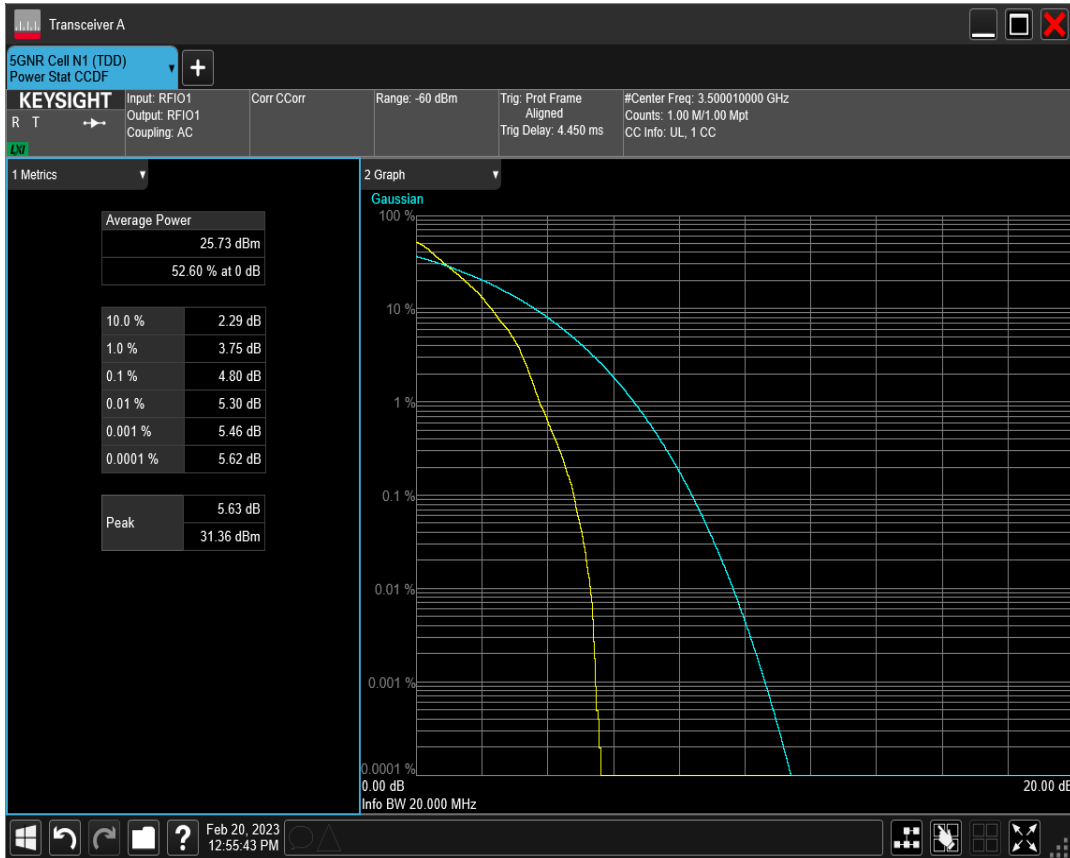 Transceiver A
5GNR Cell N1 (TDD)
Power Stat CCDF
+
KEYSIGHT
R T
LXI
Input: RFIO1
Output: RFIO1
Coupling: AC
Corr CCorr
Range: -60 dBm
Trig: Prot Frame
Aligned
Trig Delay: 4.450 ms
#Center Freq: 3.500010000 GHz
Counts: 1.00 M/1.00 Mpt
CC Info: UL, 1 CC
1 Metrics
Average Power
25.73 dBm
52.60 % at 0 dB
10.0 % 2.29 dB
1.0 % 3.75 dB
0.1 % 4.80 dB
0.01 % 5.30 dB
0.001 % 5.46 dB
0.0001 % 5.62 dB
Peak
5.63 dB
31.36 dBm
2 Graph
Gaussian
100 %
10 %
1 %
0.1 %
0.01 %
0.001 %
0.0001 %
0.00 dB 20.00 dB
Info BW 20.000 MHz
?
Feb 20, 2023
12:55:43 PM